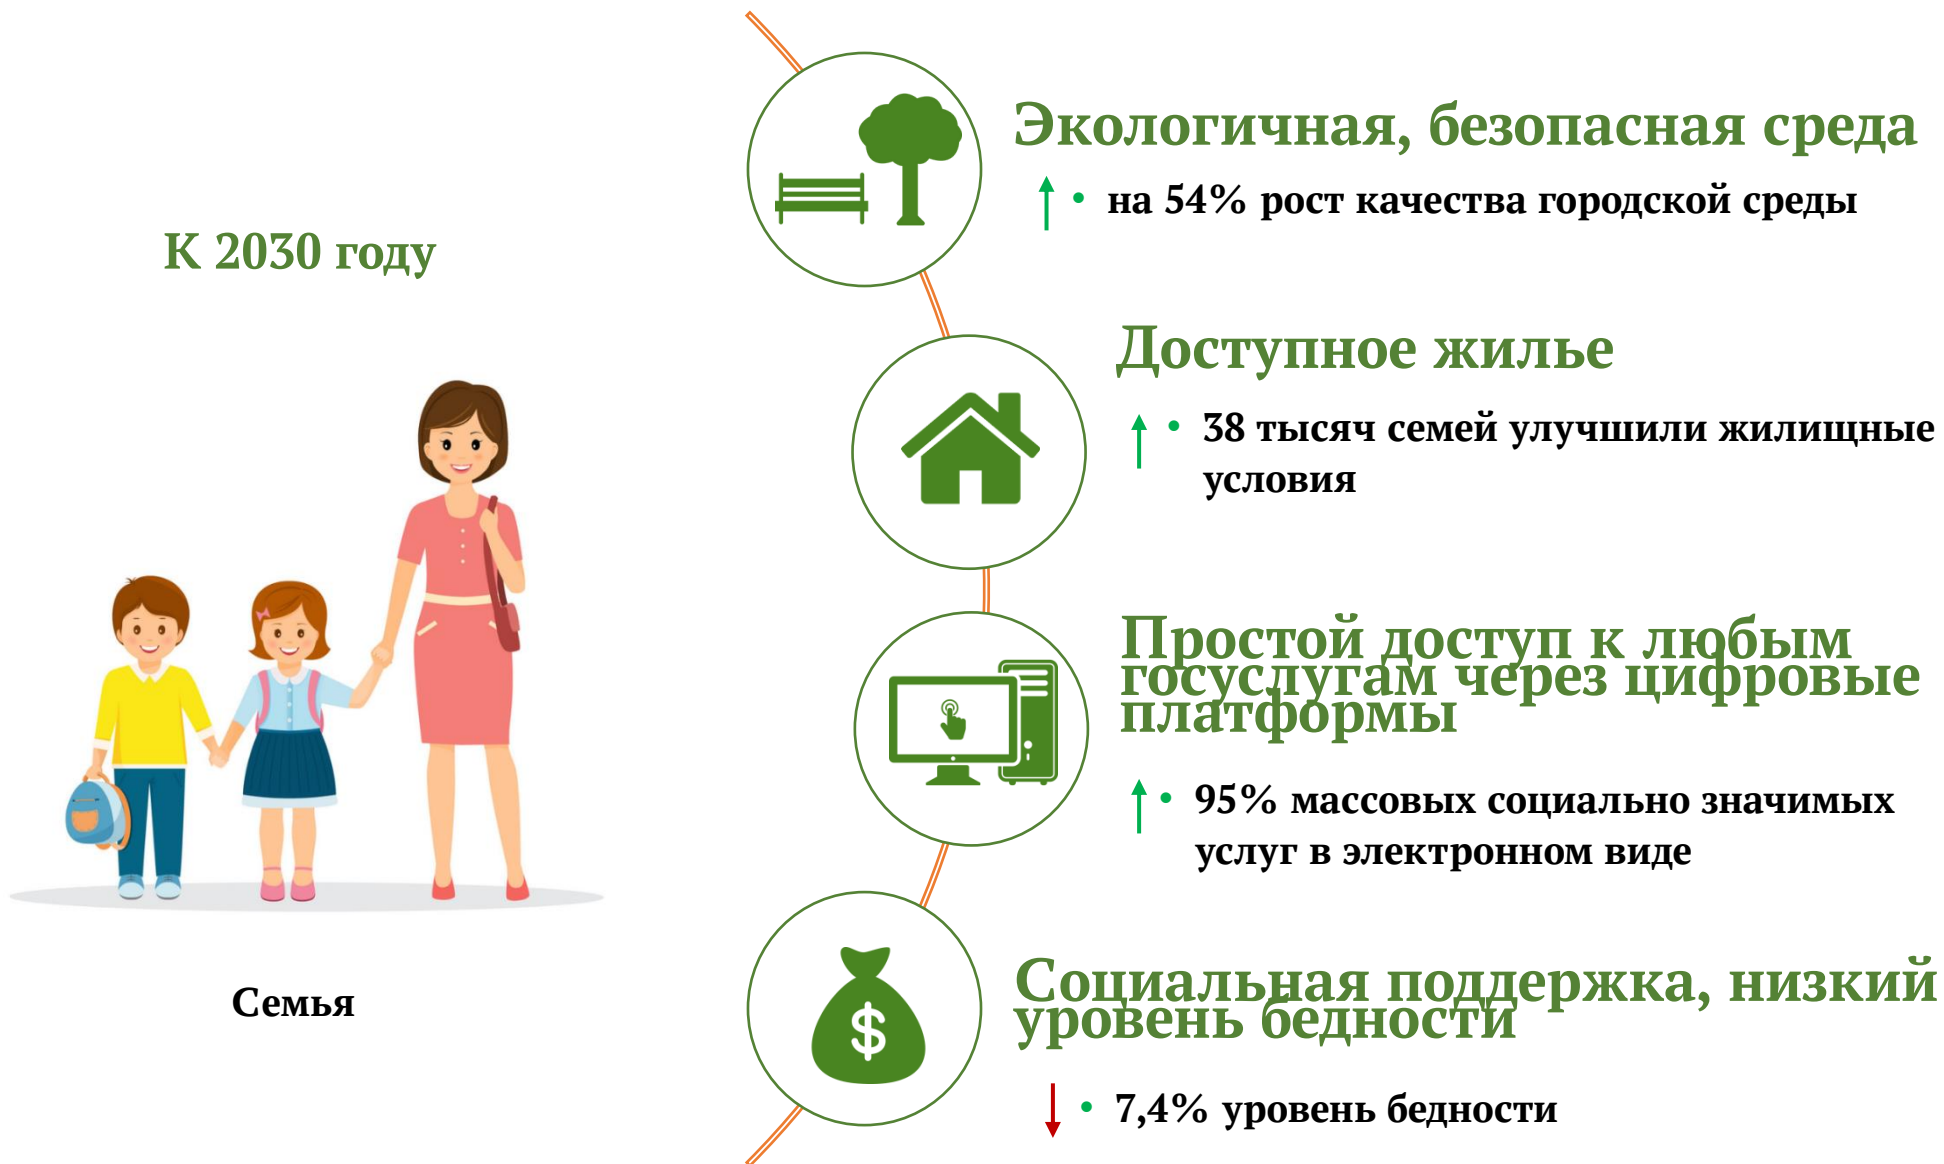 К 2030 году
Семья
Экологичная, безопасная среда
• на 54% рост качества городской среды
Доступное жилье
• 38 тысяч семей улучшили жилищные
условия
Простой доступ к любым
госуслугам через цифровые
платформы
• 95% массовых социально значимых
услуг в электронном виде
$
Социальная поддержка, низкий
уровень бедности
• 7,4% уровень бедности